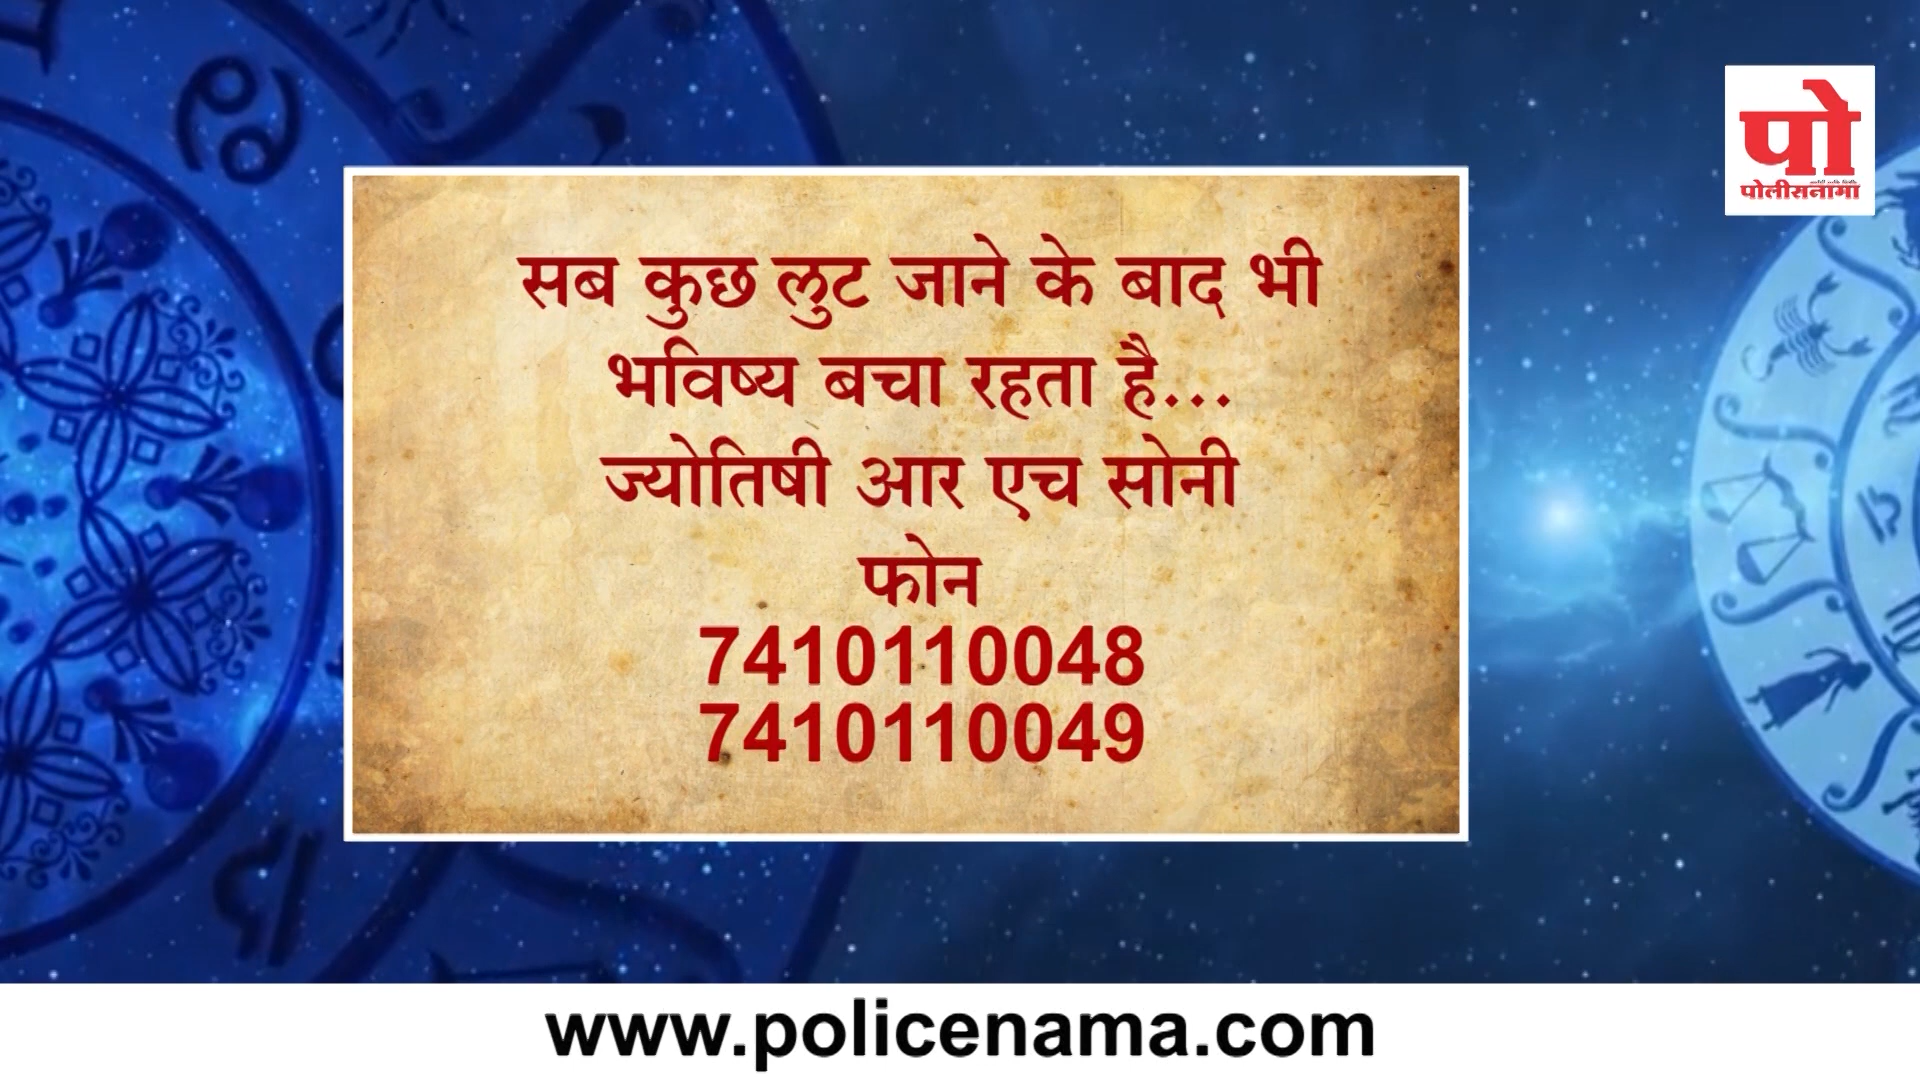 पो
पोलीसनामा
सब कुछ लुट जाने के बाद भी
भविष्य बचा रहता है...
ज्योतिषी आर एच सोनी
फोन
7410110048
7410110049
www.policenama.com